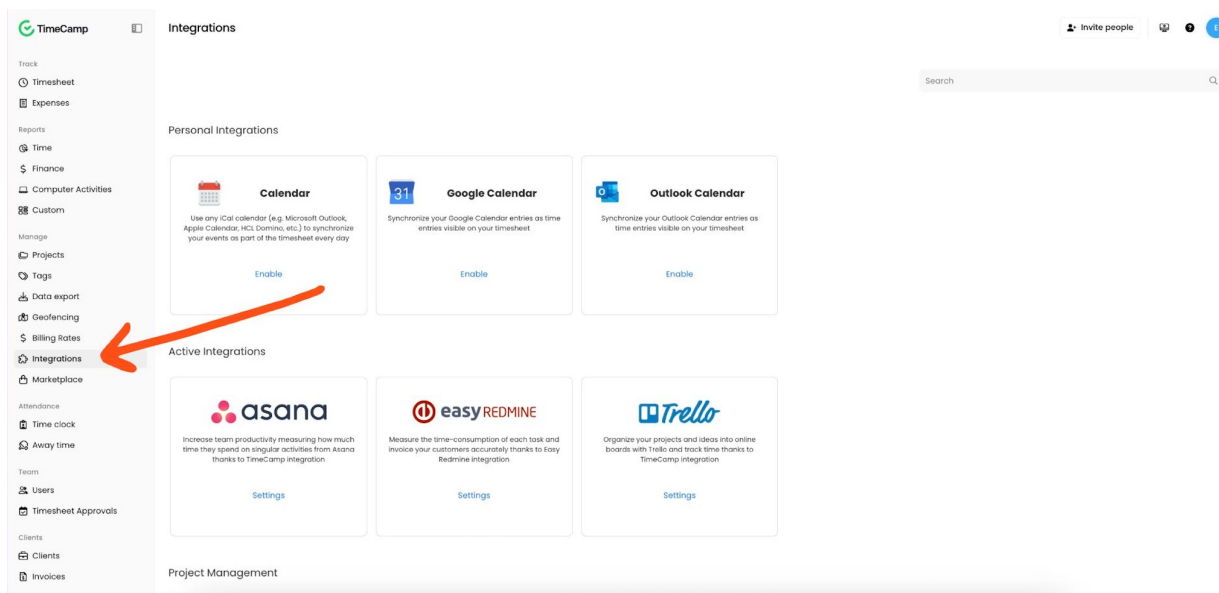 TimeCamp
Integrations
Invite people
E
Search
Track
Timesheet
Expenses
Reports
Time
Finance
Computer Activities
Custom
Manage
Projects
Tags
Data export
Geofencing
Billing Rates
Integrations
Marketplace
Attendance
Time clock
Away time
Team
Users
Timesheet Approvals
Clients
Clients
Invoices
Personal Integrations
Calendar
Use any iCal calendar (e.g. Microsoft Outlook,
Apple Calendar, HCL Domino, etc.) to synchronize
your events as part of the timesheet every day
Enable
31
Google Calendar
Synchronize your Google Calendar entries as time
entries visible on your timesheet
Enable
Outlook Calendar
Synchronize your Outlook Calendar entries as
time entries visible on your timesheet
Enable
Active Integrations
asana
Increase team productivity measuring how much
time they spend on singular activities from Asana
thanks to TimeCamp integration
Settings
easy REDMINE
Measure the time-consumption of each task and
invoice your customers accurately thanks to Easy
Redmine integration
Settings
Trello
Organize your projects and ideas into online
boards with Trello and track time thanks to
TimeCamp integration
Settings
Project Management